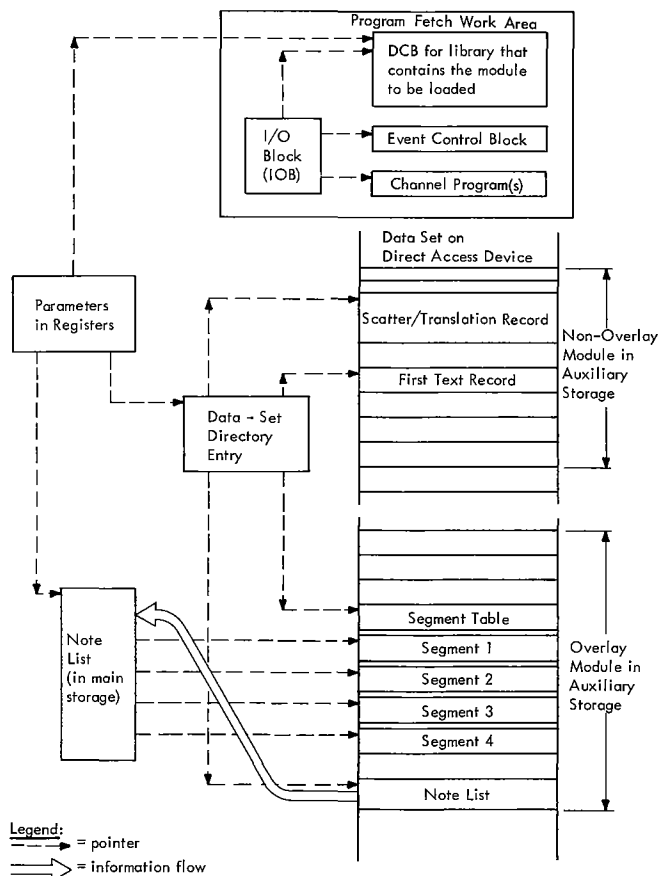 Program Fetch Work Area
DCB for library that
contains the module
to be loaded
I/O
Block
(IOB)
Event Control Block
Channel Program(s)
Data Set on
Direct Access Device
Parameters
in Registers
Scatter/Translation Record
Non-Overlay
Module in
Auxiliary
Storage
First Text Record
Data - Set
Directory
Entry
Note
List
(in main
storage)
Segment Table
Segment 1
Segment 2
Segment 3
Segment 4
Note List
Overlay
Module in
Auxiliary
Storage
Legend:
= pointer
= information flow